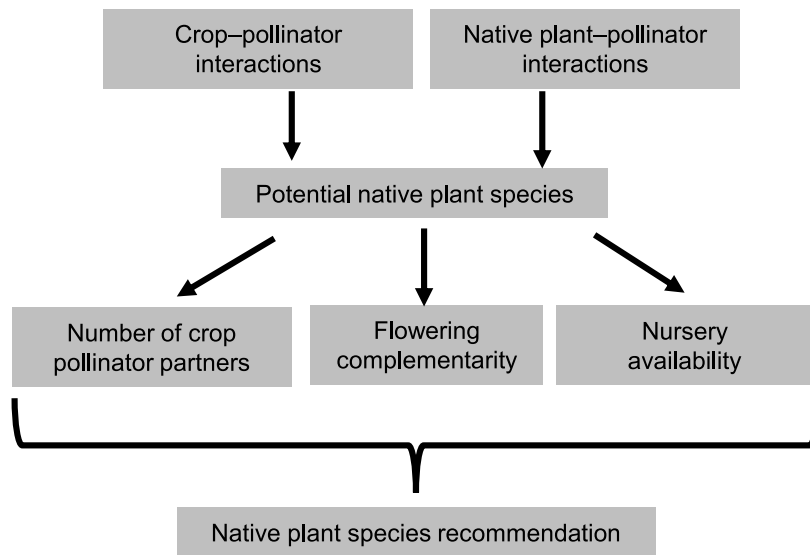 Crop–pollinator
interactions
Native plant–pollinator
interactions
Potential native plant species
Number of crop
pollinator partners
Flowering
complementarity
Nursery
availability
Native plant species recommendation